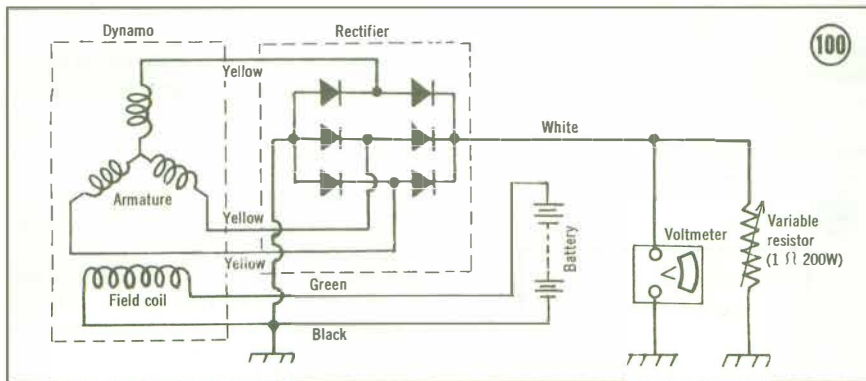 Dynamo
Rectifier
100
Yellow
White
Armature
Yellow
Voltmeter
Variable
resistor
(1 Ω 200W)
Battery
Yellow
Green
Field coil
Black